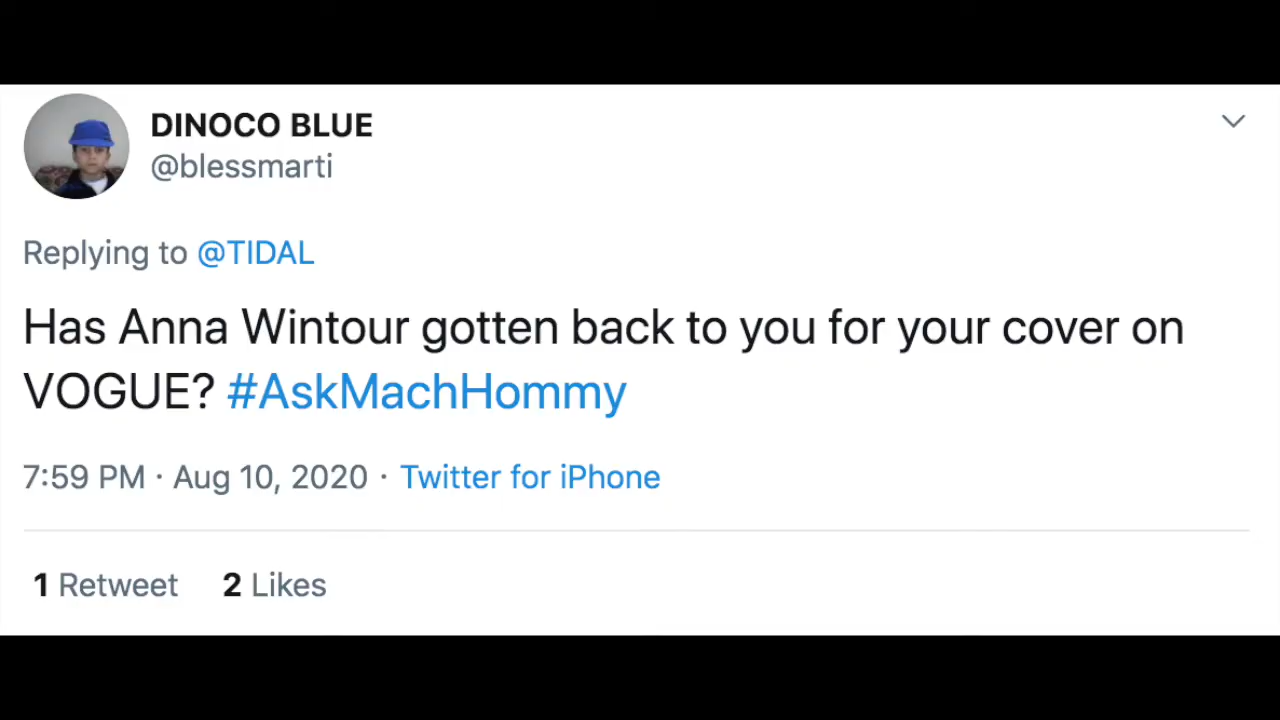 DINOCO BLUE
@blessmarti
Replying to @TIDAL
Has Anna Wintour gotten back to you for your cover on
VOGUE? #AskMachHommy
7:59 PM · Aug 10, 2020 · Twitter for iPhone
1 Retweet 2 Likes